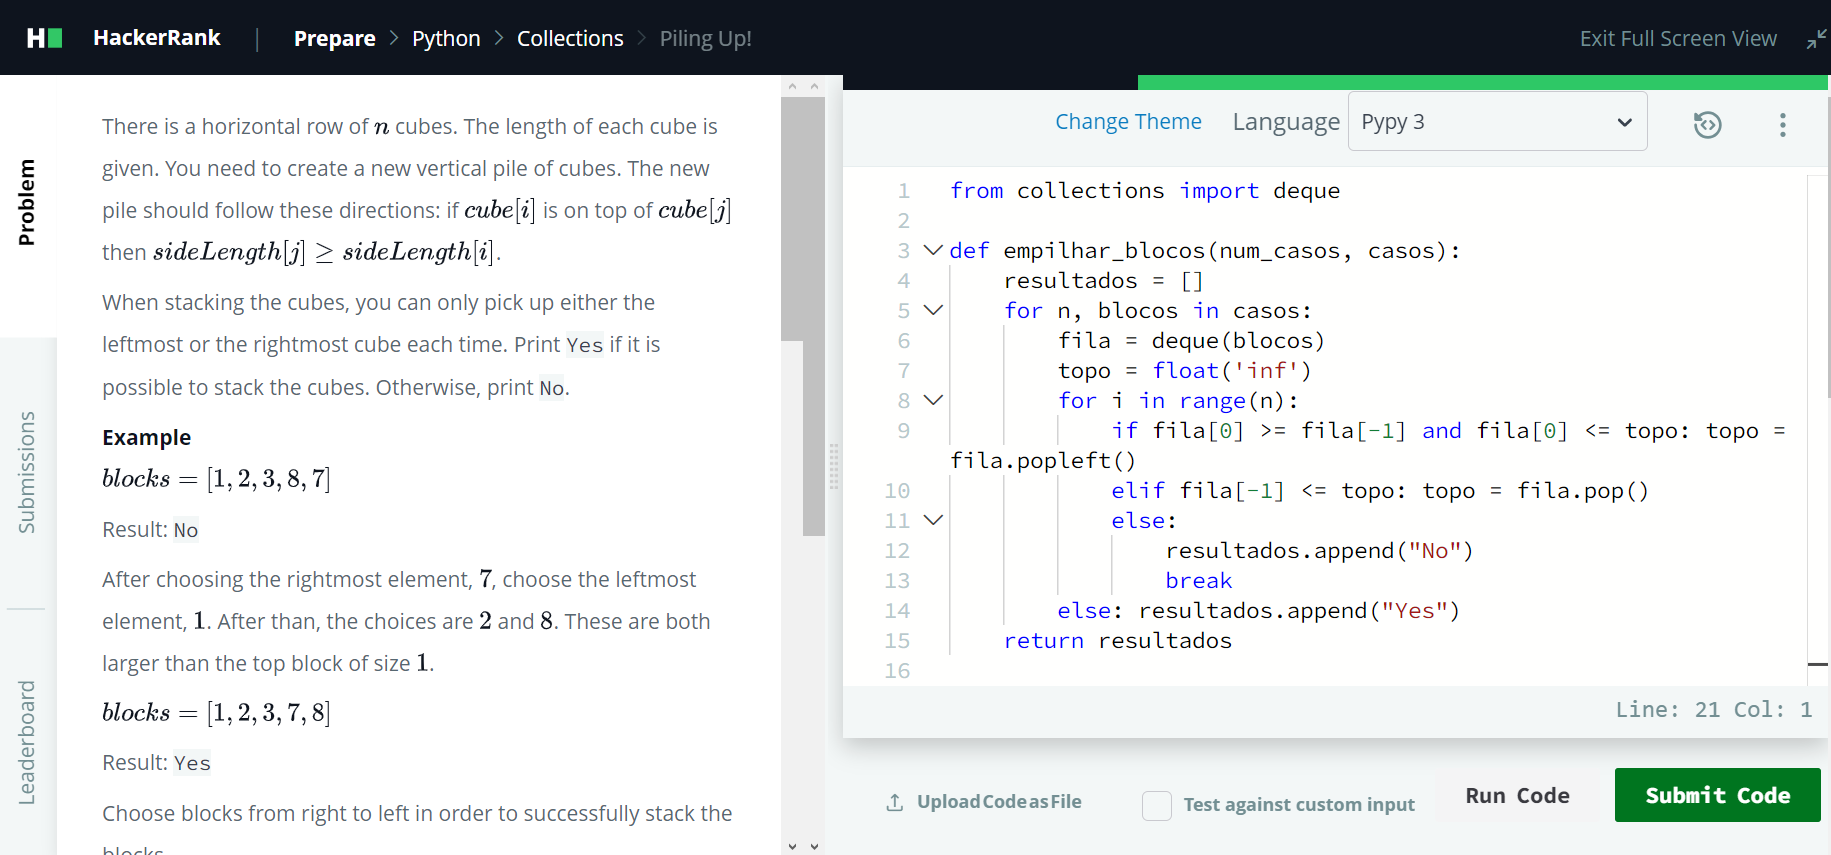 H HackerRank | Prepare > Python > Collections > Piling Up! Exit Full Screen View
Problem
Submissions
Leaderboard
There is a horizontal row of n cubes. The length of each cube is
given. You need to create a new vertical pile of cubes. The new
pile should follow these directions: if cube[i] is on top of cube[j]
then sideLength[j] ≥ sideLength[i].
When stacking the cubes, you can only pick up either the
leftmost or the rightmost cube each time. Print Yes if it is
possible to stack the cubes. Otherwise, print No.
Example
blocks = [1, 2, 3, 8, 7]
Result: No
After choosing the rightmost element, 7, choose the leftmost
element, 1. After than, the choices are 2 and 8. These are both
larger than the top block of size 1.
blocks = [1, 2, 3, 7, 8]
Result: Yes
Choose blocks from right to left in order to successfully stack the
blocks.
Change Theme Language Pypy 3
1 from collections import deque
2
3 def empilhar_blocos(num_casos, casos):
4     resultados = []
5     for n, blocos in casos:
6         fila = deque(blocos)
7         topo = float('inf')
8         for i in range(n):
9             if fila[0] >= fila[-1] and fila[0] <= topo: topo =
fila.popleft()
10             elif fila[-1] <= topo: topo = fila.pop()
11             else:
12                 resultados.append("No")
13                 break
14         else: resultados.append("Yes")
15     return resultados
16
Line: 21 Col: 1
Upload Code as File Test against custom input Run Code Submit Code